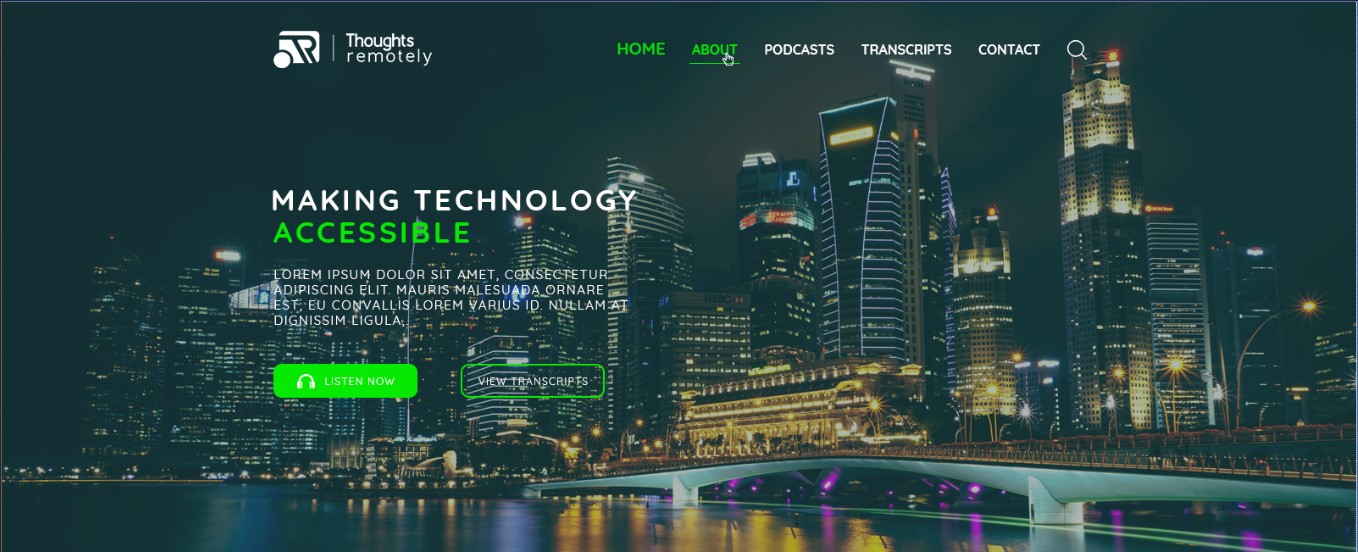 Thoughts
remotely
HOME ABOUT PODCASTS TRANSCRIPTS CONTACT
MAKING TECHNOLOGY
ACCESSIBLE
LOREM IPSUM DOLOR SIT AMET, CONSECTETUR
ADIPISCING ELIT. MAURIS MALESUADA ORNARE
EST, EU CONVALLIS LOREM VARIUS ID. NULLAM AT
DIGNISSIM LIGULA.
LISTEN NOW
VIEW TRANSCRIPTS